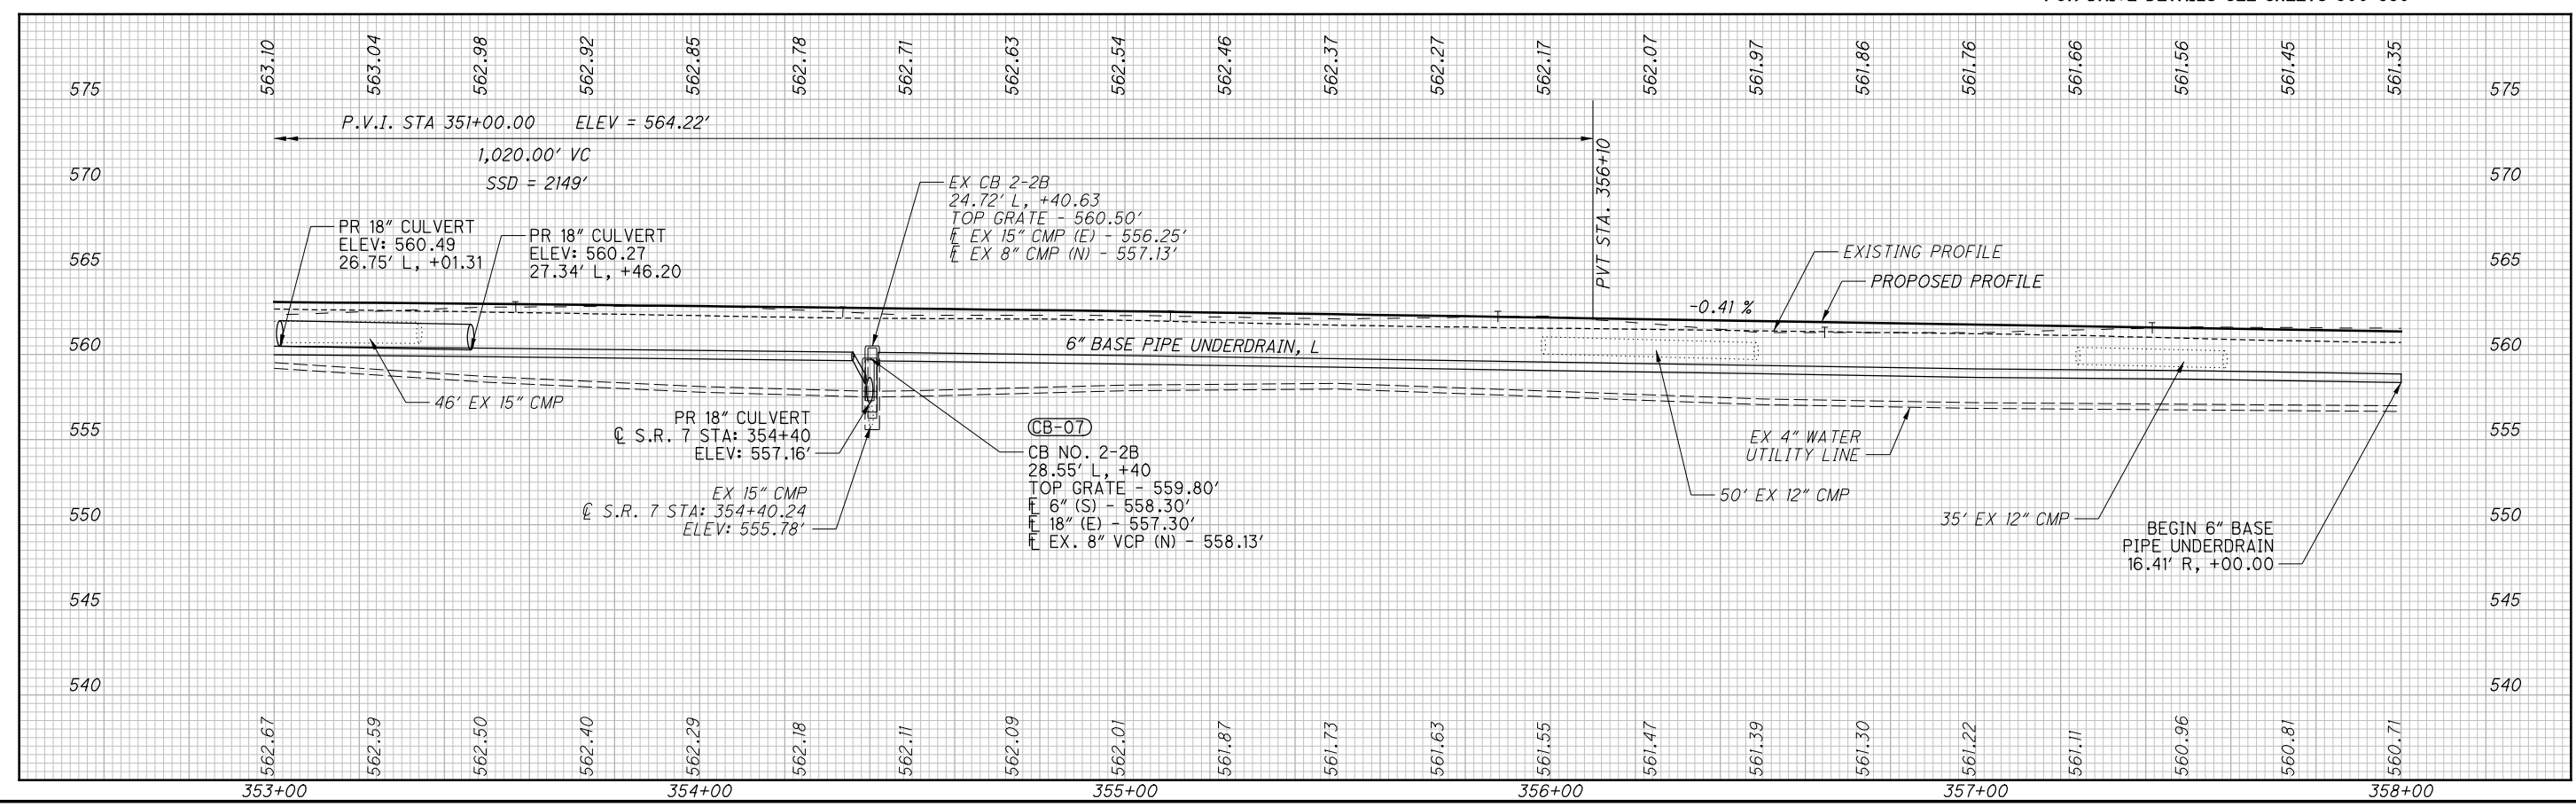 563.10 563.04 562.98 562.92 562.85 562.78 562.71 562.63 562.54 562.46 562.37 562.27 562.17 562.07 561.97 561.86 561.76 561.66 561.56 561.45 561.35
575 575
P.V.I. STA 351+00.00 ELEV = 564.22'
1,020.00' VC
SSD = 2149'
PVT STA. 356+10
570 570
EX CB 2-2B
24.72' L, +40.63
TOP GRATE - 560.50'
EX 15" CMP (E) - 556.25'
EX 8" CMP (N) - 557.13'
PR 18" CULVERT
ELEV: 560.49
26.75' L, +01.31
PR 18" CULVERT
ELEV: 560.27
27.34' L, +46.20
565 565
EXISTING PROFILE
PROPOSED PROFILE
-0.41 %
560 560
6" BASE PIPE UNDERDRAIN, L
46' EX 15" CMP
PR 18" CULVERT
℄ S.R. 7 STA: 354+40
ELEV: 557.16'
EX 15" CMP
℄ S.R. 7 STA: 354+40.24
ELEV: 555.78'
CB-07
CB NO. 2-2B
28.55' L, +40
TOP GRATE - 559.80'
6" (S) - 558.30'
18" (E) - 557.30'
EX. 8" VCP (N) - 558.13'
555 555
EX 4" WATER
UTILITY LINE
50' EX 12" CMP
35' EX 12" CMP
BEGIN 6" BASE
PIPE UNDERDRAIN
16.41' R, +00.00
550 550
545 545
540 540
562.67 562.59 562.50 562.40 562.29 562.18 562.11 562.09 562.01 561.87 561.73 561.63 561.55 561.47 561.39 561.30 561.22 561.11 560.96 560.81 560.71
353+00 354+00 355+00 356+00 357+00 358+00